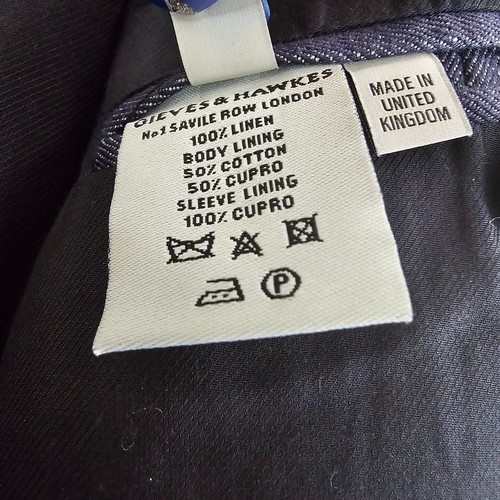 GIEVES & HAWKES
No1 SAVILE ROW LONDON
100% LINEN
BODY LINING
50% COTTON
50% CUPRO
SLEEVE LINING
100% CUPRO
P
MADE IN
UNITED
KINGDOM